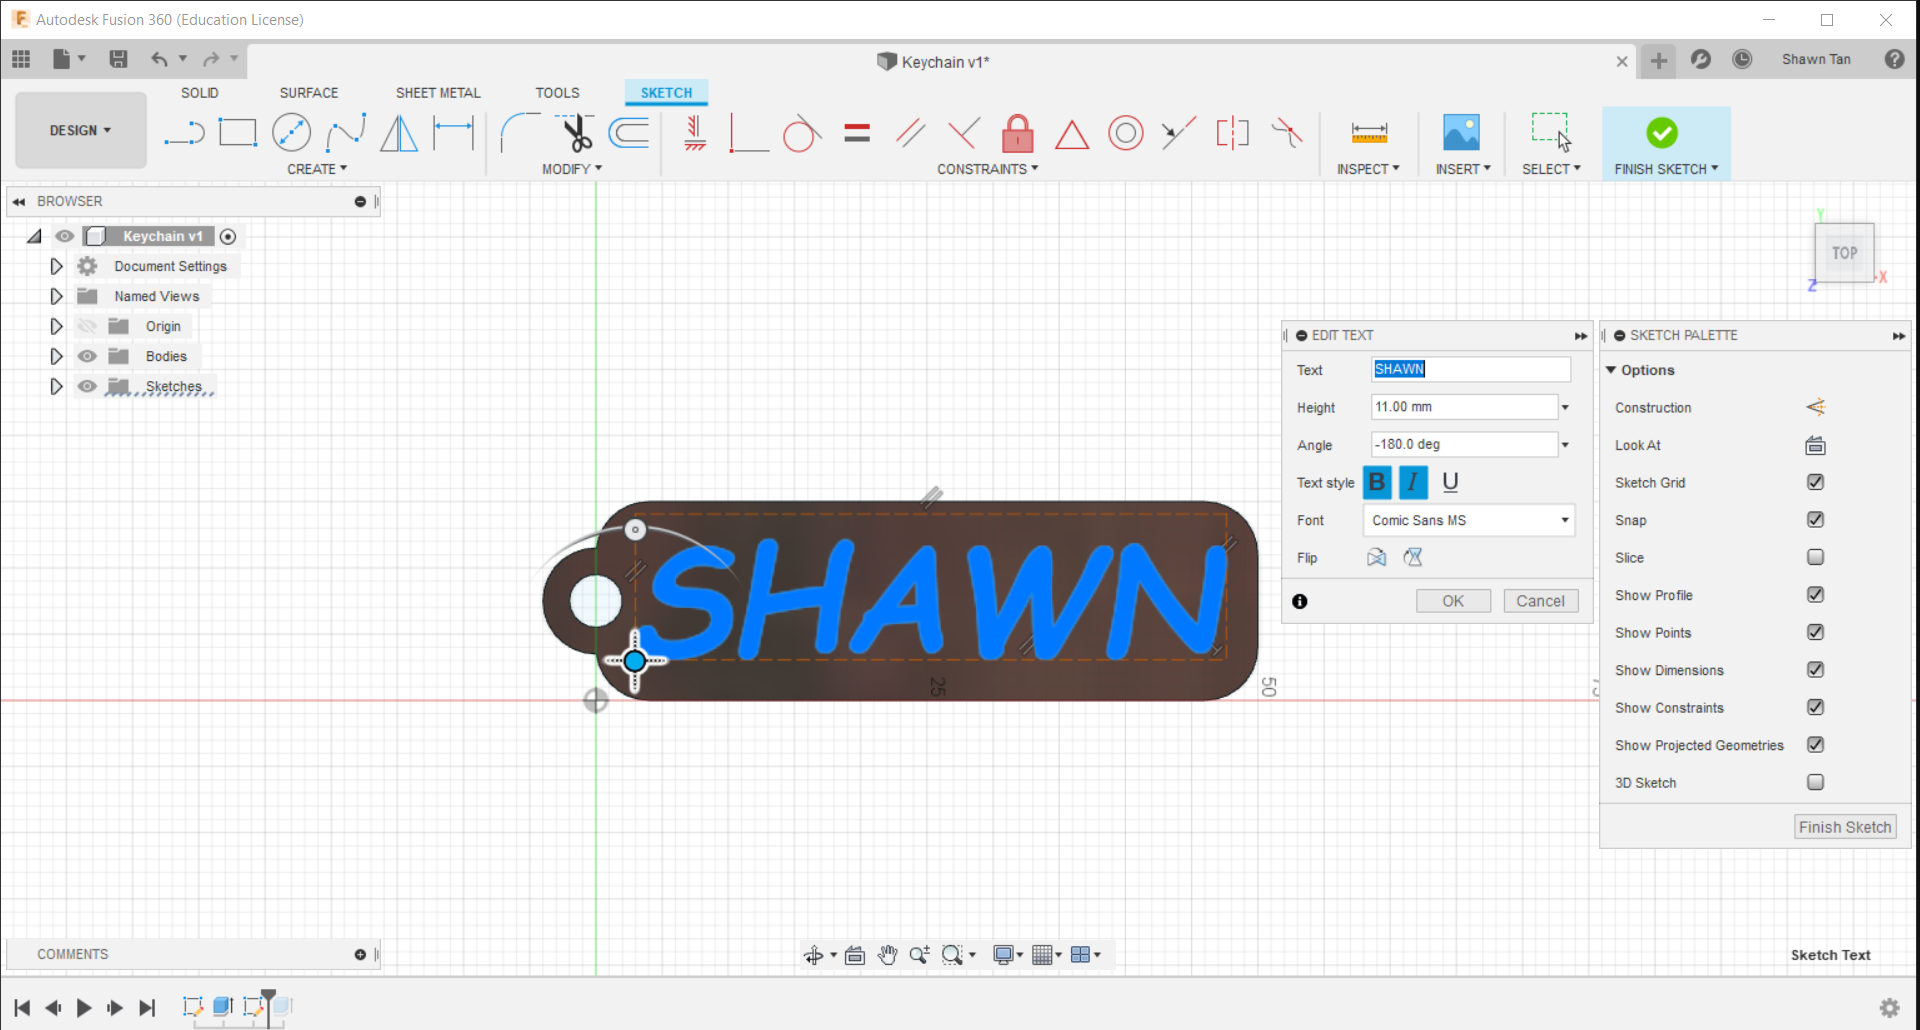 Autodesk Fusion 360 (Education License)
Keychain v1*
Shawn Tan
DESIGN
SOLID
SURFACE
SHEET METAL
TOOLS
SKETCH
CREATE
MODIFY
CONSTRAINTS
INSPECT
INSERT
SELECT
FINISH SKETCH
BROWSER
Keychain v1
Document Settings
Named Views
Origin
Bodies
Sketches
Y
TOP
X
Z
EDIT TEXT
Text
SHAWN
Height
11.00 mm
Angle
-180.0 deg
Text style
B I U
Font
Comic Sans MS
Flip
OK
Cancel
SKETCH PALETTE
Options
Construction
Look At
Sketch Grid
Snap
Slice
Show Profile
Show Points
Show Dimensions
Show Constraints
Show Projected Geometries
3D Sketch
Finish Sketch
SHAWN
25
50
COMMENTS
Sketch Text